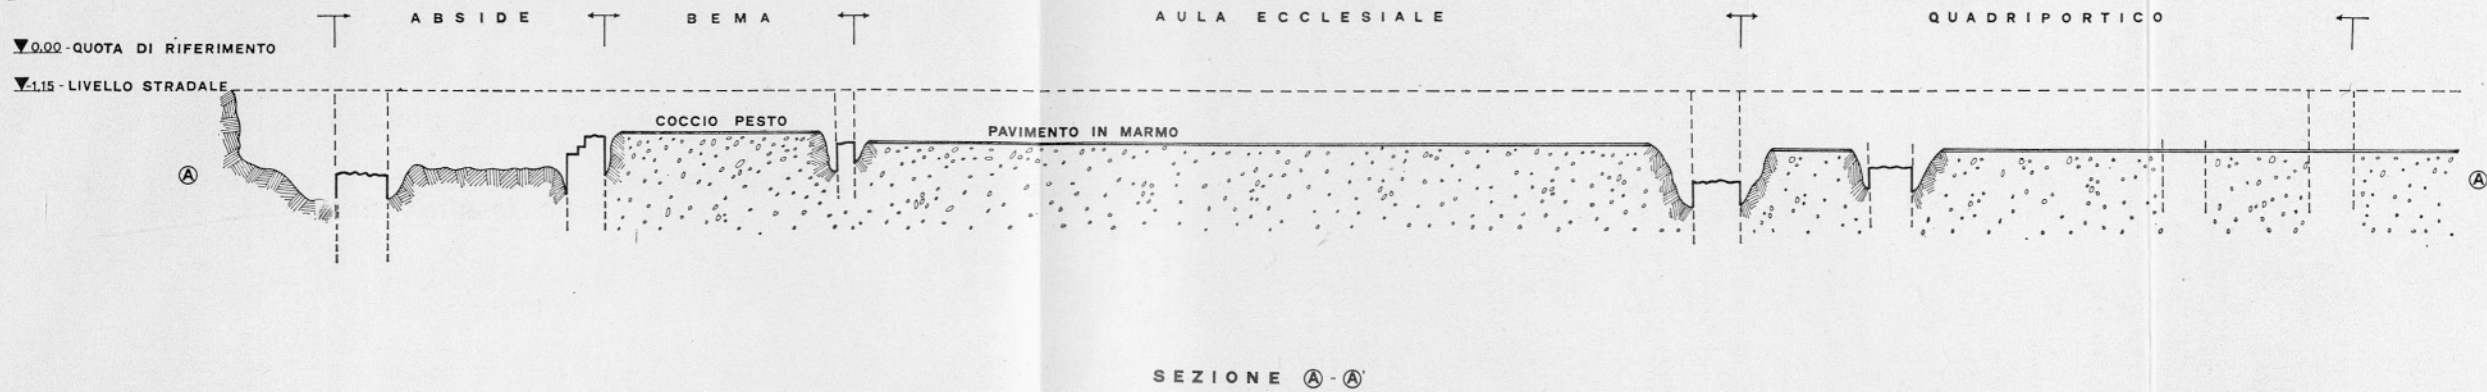 ABSIDE BEMA AULA ECCLESIALE QUADRIPORTICO
▼0.00 - QUOTA DI RIFERIMENTO
▼-1.15 - LIVELLO STRADALE
COCCIO PESTO
PAVIMENTO IN MARMO
A A
SEZIONE A - A'